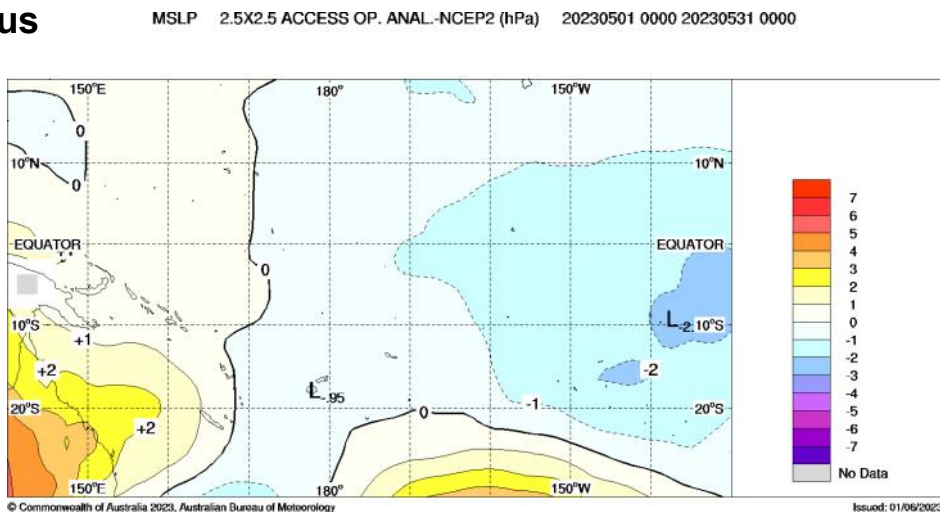 us
MSLP 2.5X2.5 ACCESS OP. ANAL.-NCEP2 (hPa) 20230501 0000 20230531 0000
150°E 180° 150°W
0
10°N 10°N
0
EQUATOR EQUATOR
+1
0
10°S L -2. 10°S
+1
+2 -2
L -.95
-1
20°S 0 20°S
+2
150°E 180° 150°W
7
6
5
4
3
2
1
0
-1
-2
-3
-4
-5
-6
-7
No Data
© Commonwealth of Australia 2023, Australian Bureau of Meteorology Issued: 01/06/2023